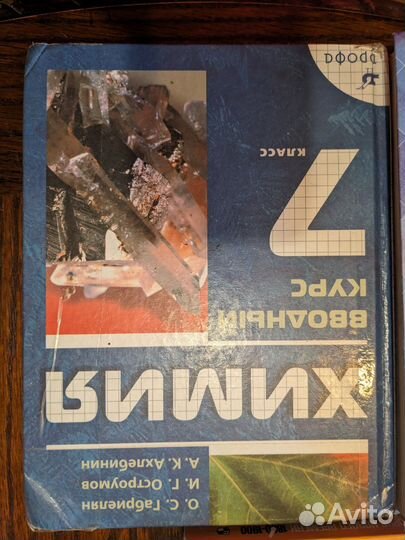 О. С. Габриелян
И. Г. Остроумов
А. К. Ахлебинин
ХИМИЯ
ВВОДНЫЙ
КУРС
7
КЛАСС
дрофа
Avito